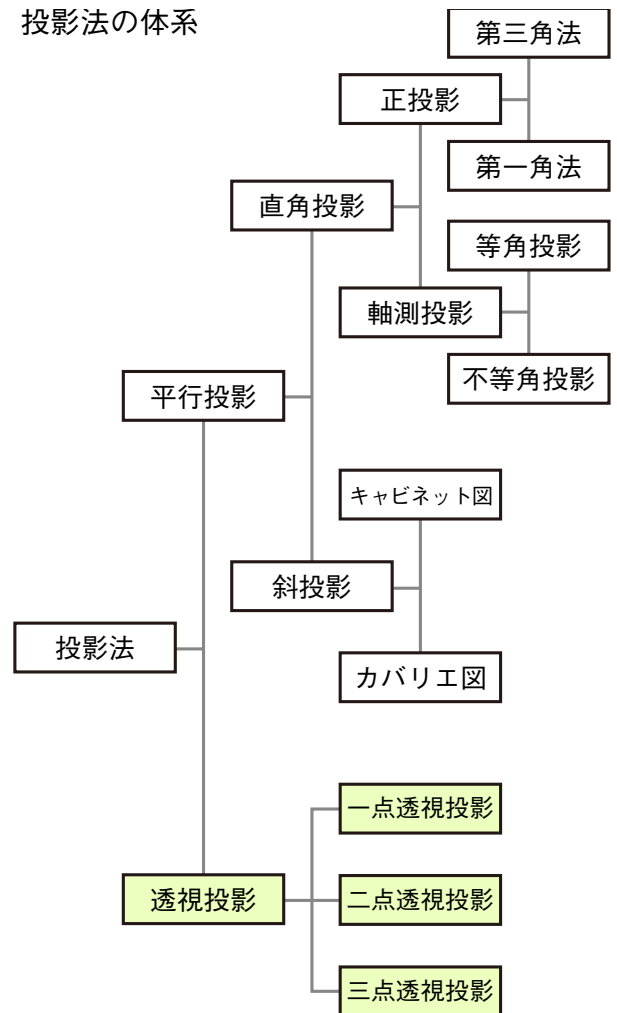 投影法の体系
第三角法
正投影
第一角法
直角投影
等角投影
軸測投影
不等角投影
平行投影
キャビネット図
斜投影
投影法
カバリエ図
一点透視投影
透視投影
二点透視投影
三点透視投影